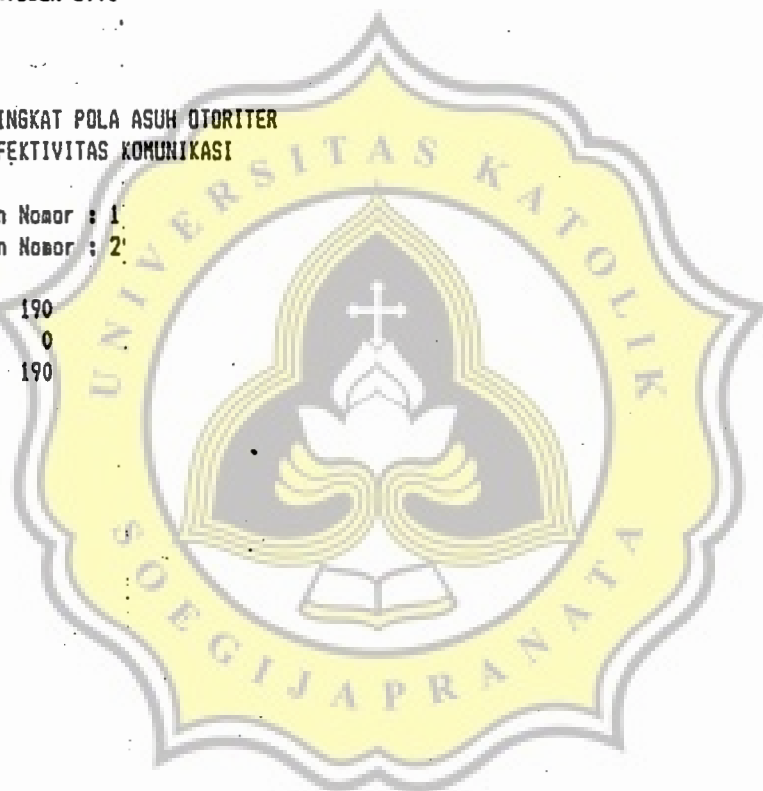 INGKAT POLA ASUH OTORITER
FEKTIVITAS KOMUNIKASI
n Nomor : 1
n Nomor : 2
190
0
190
UNIVERSITAS KATOLIK
SOEGIJAPRANATA